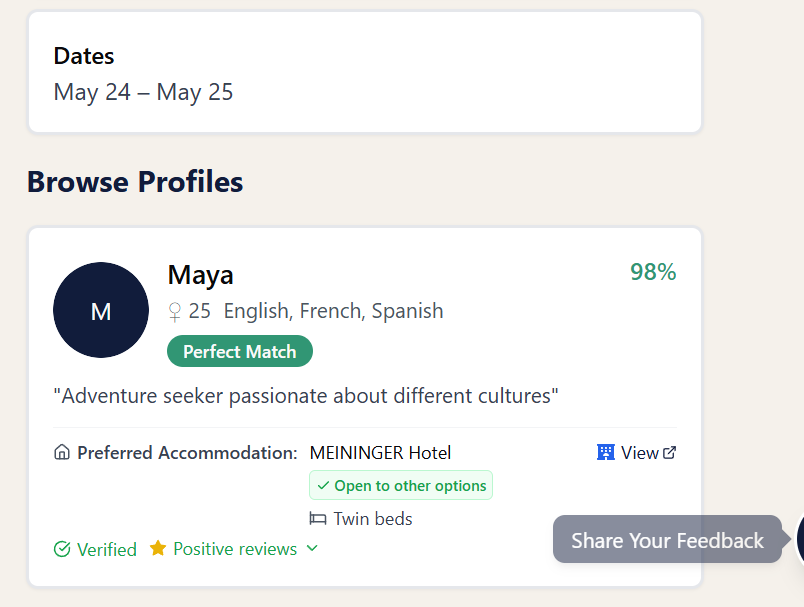 Dates
May 24 – May 25
Browse Profiles
M
Maya
98%
25 English, French, Spanish
Perfect Match
"Adventure seeker passionate about different cultures"
Preferred Accommodation: MEININGER Hotel
View
Open to other options
Twin beds
Verified
Positive reviews
Share Your Feedback